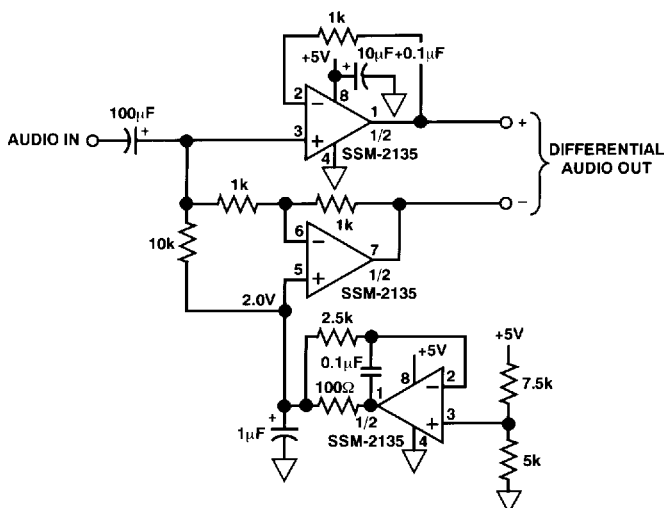 1k
+5V
10µF+0.1µF
+
8
2
−
100µF
1
AUDIO IN
+
3
+
1/2
SSM-2135
4
+
DIFFERENTIAL
AUDIO OUT
−
1k
1k
10k
6
−
7
5
+
1/2
SSM-2135
2.0V
2.5k
+5V
+5V
0.1µF
8
−
2
7.5k
100Ω
1
+
3
1/2
4
SSM-2135
+
1µF
5k